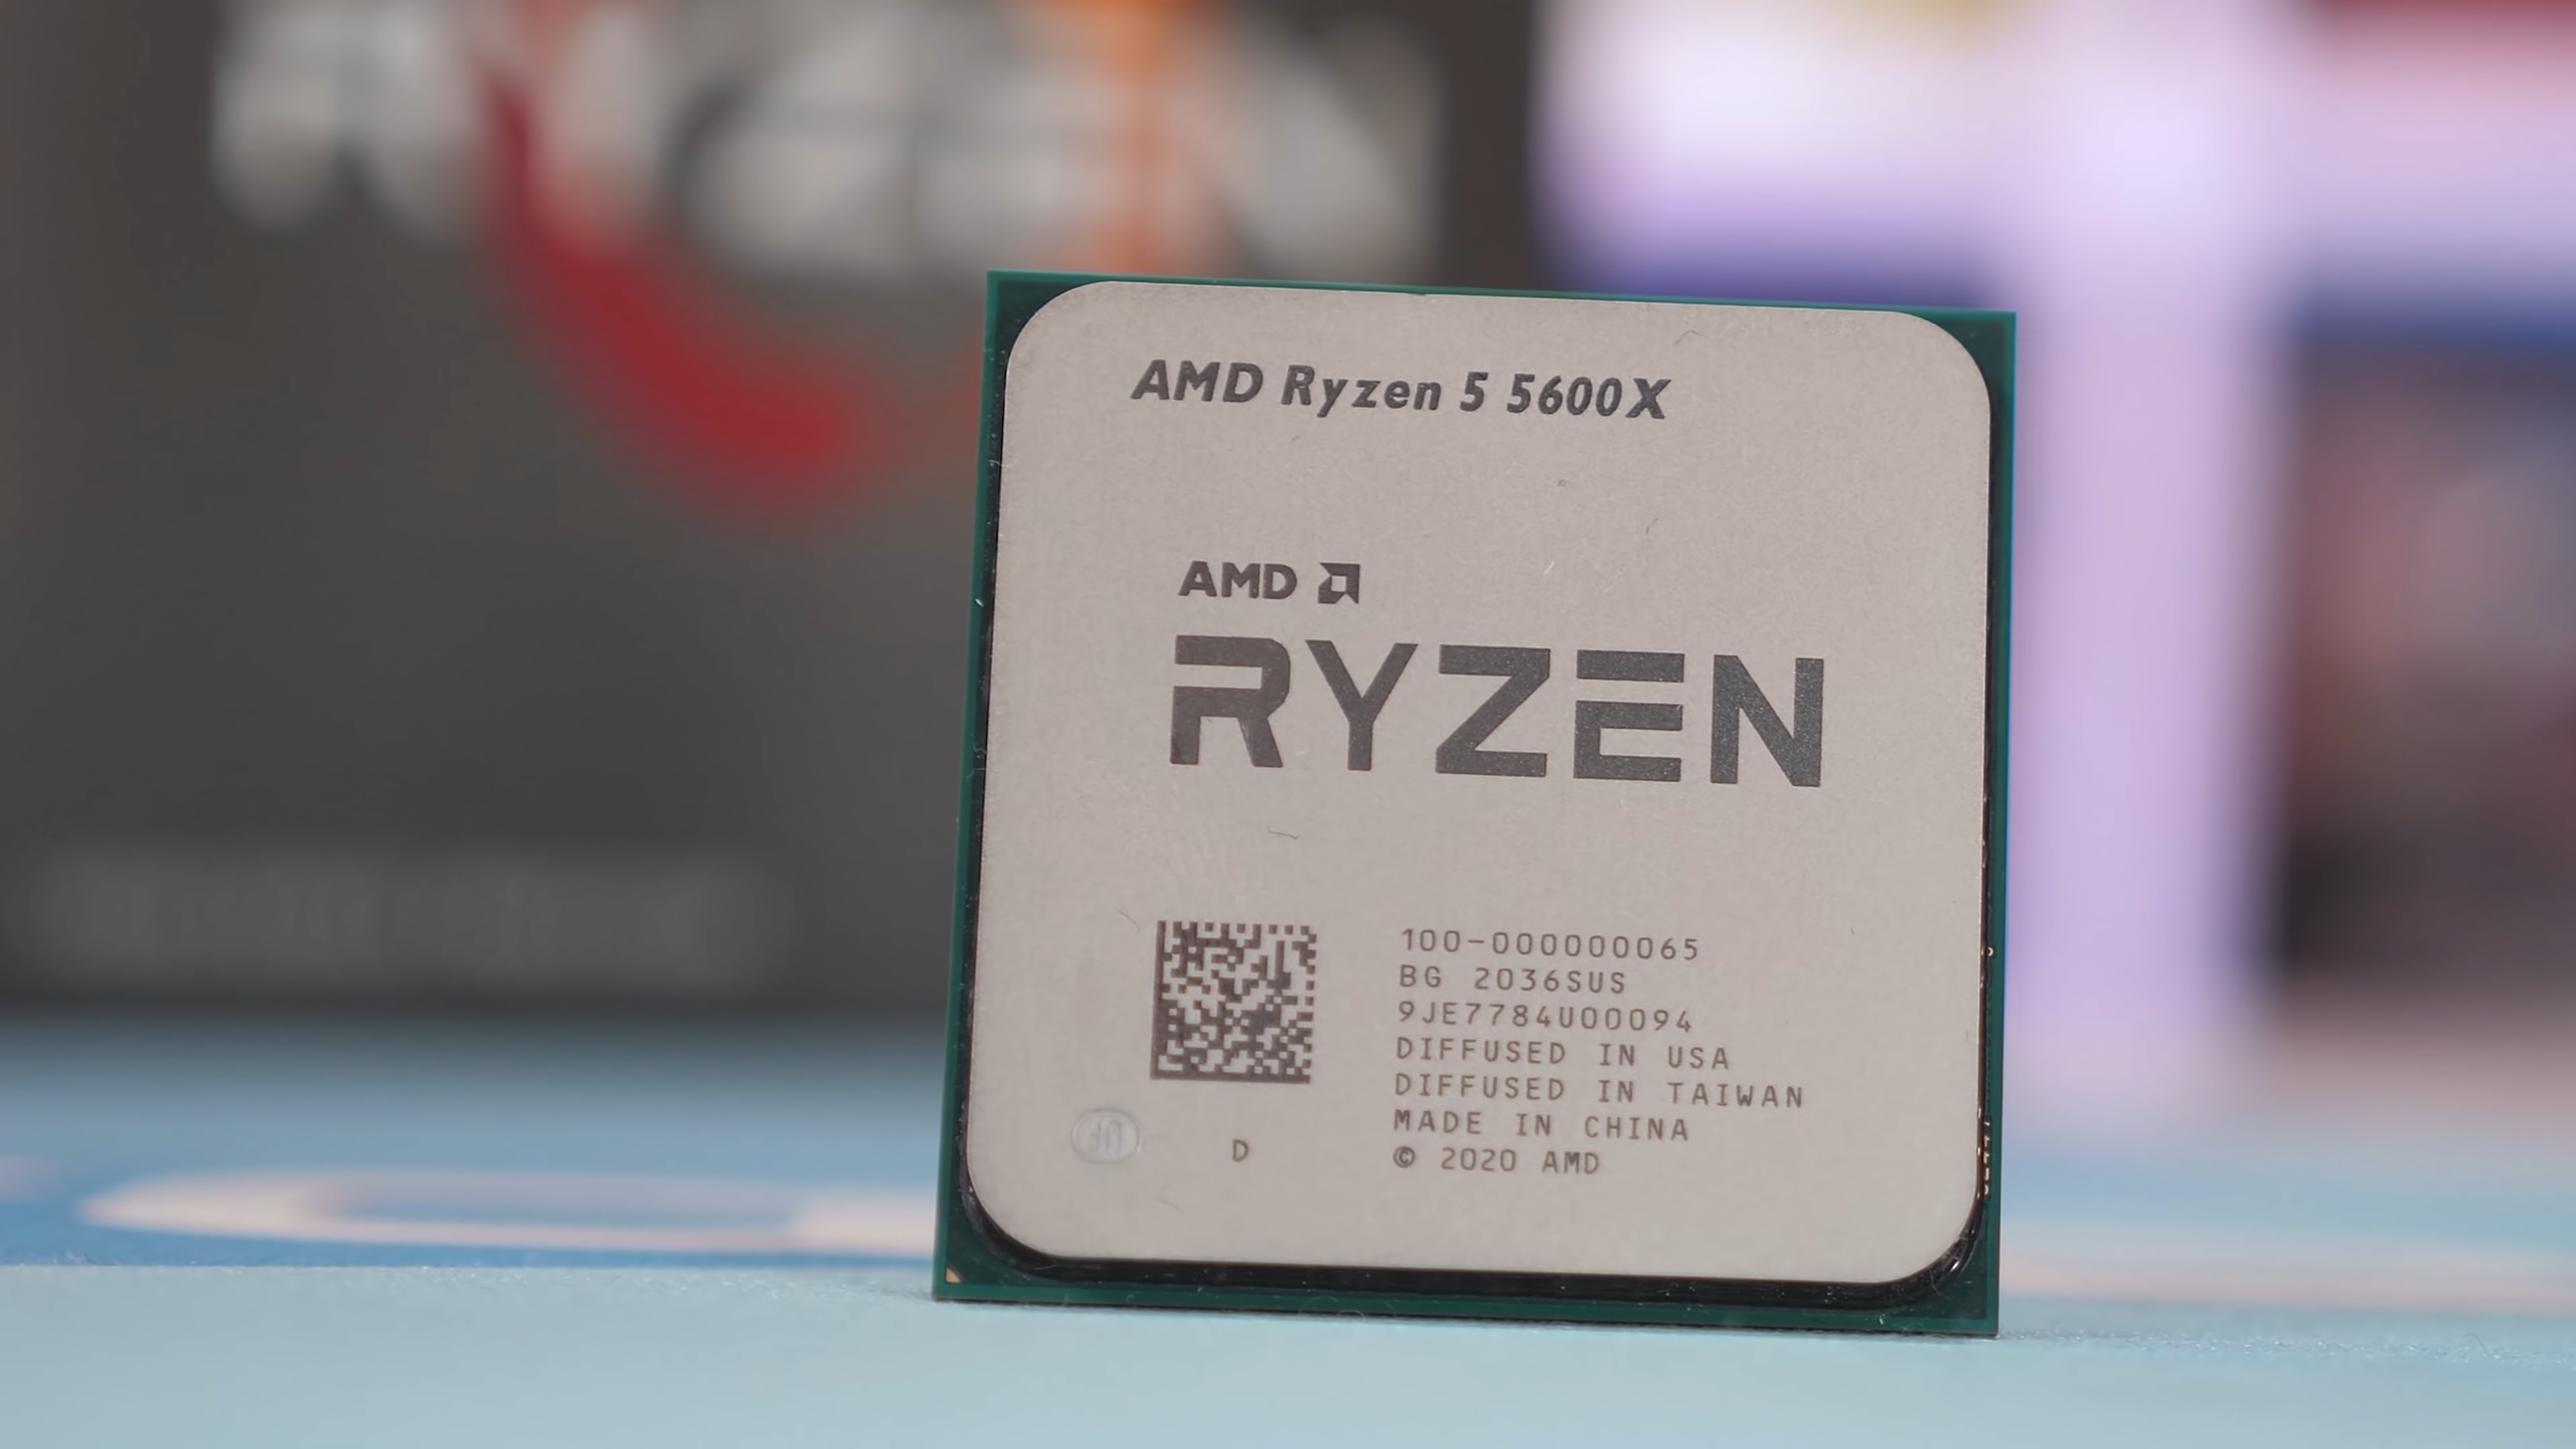 AMD Ryzen 5 5600X
AMD
RYZEN
100-000000065
BG 2036SUS
9JE7784U00094
DIFFUSED IN USA
DIFFUSED IN TAIWAN
MADE IN CHINA
© 2020 AMD
D